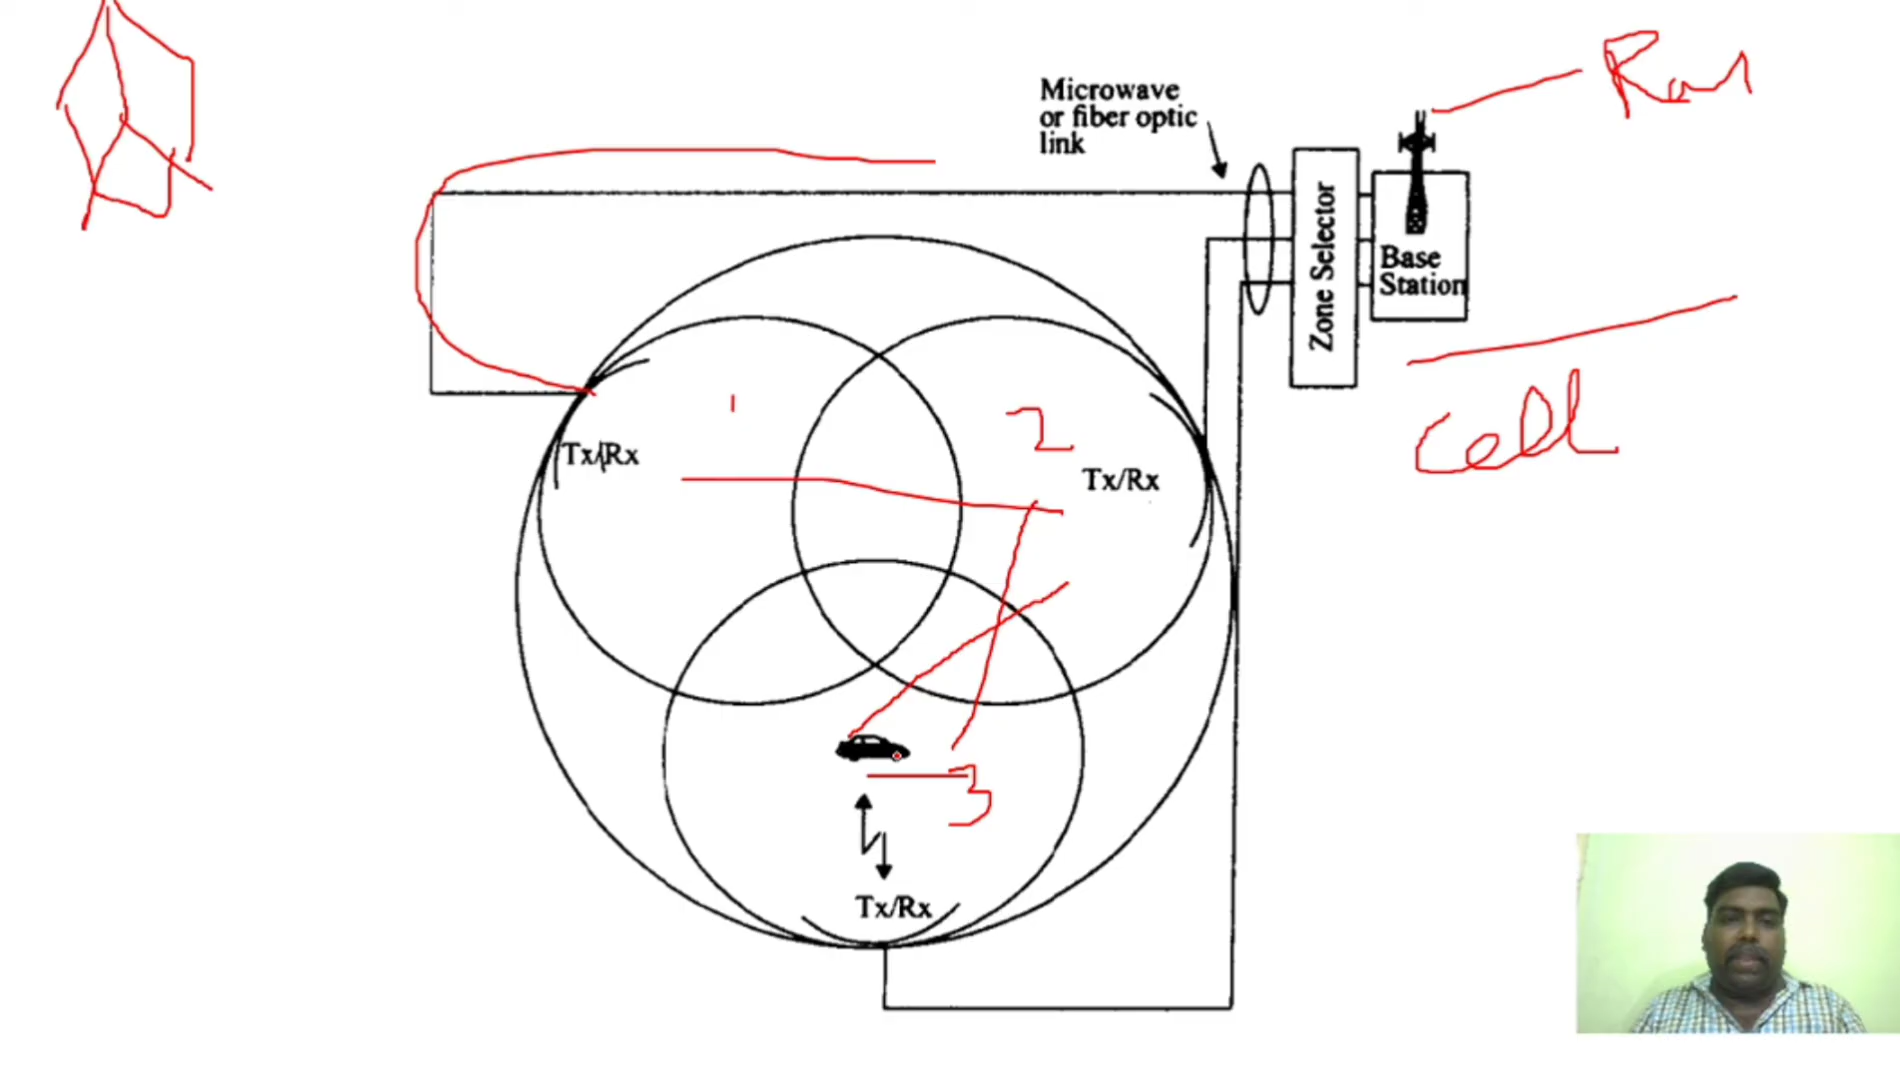 Microwave
or fiber optic
link
Zone Selector
Base
Station
Cell
1
2
Tx/Rx
Tx/Rx
3
Tx/Rx